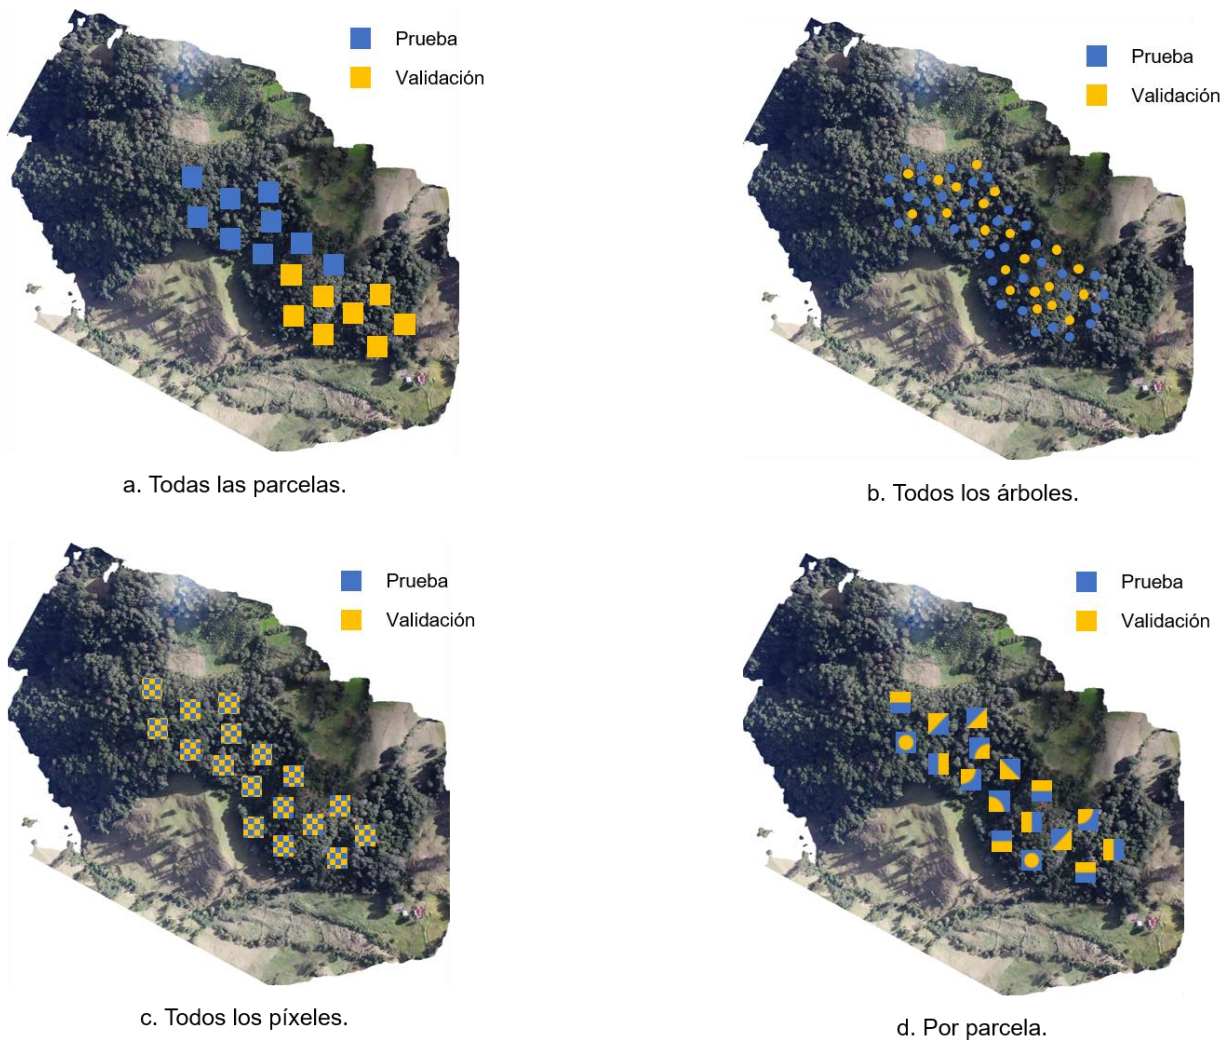 Prueba
Validación
a. Todas las parcelas.
Prueba
Validación
b. Todos los árboles.
Prueba
Validación
c. Todos los píxeles.
Prueba
Validación
d. Por parcela.